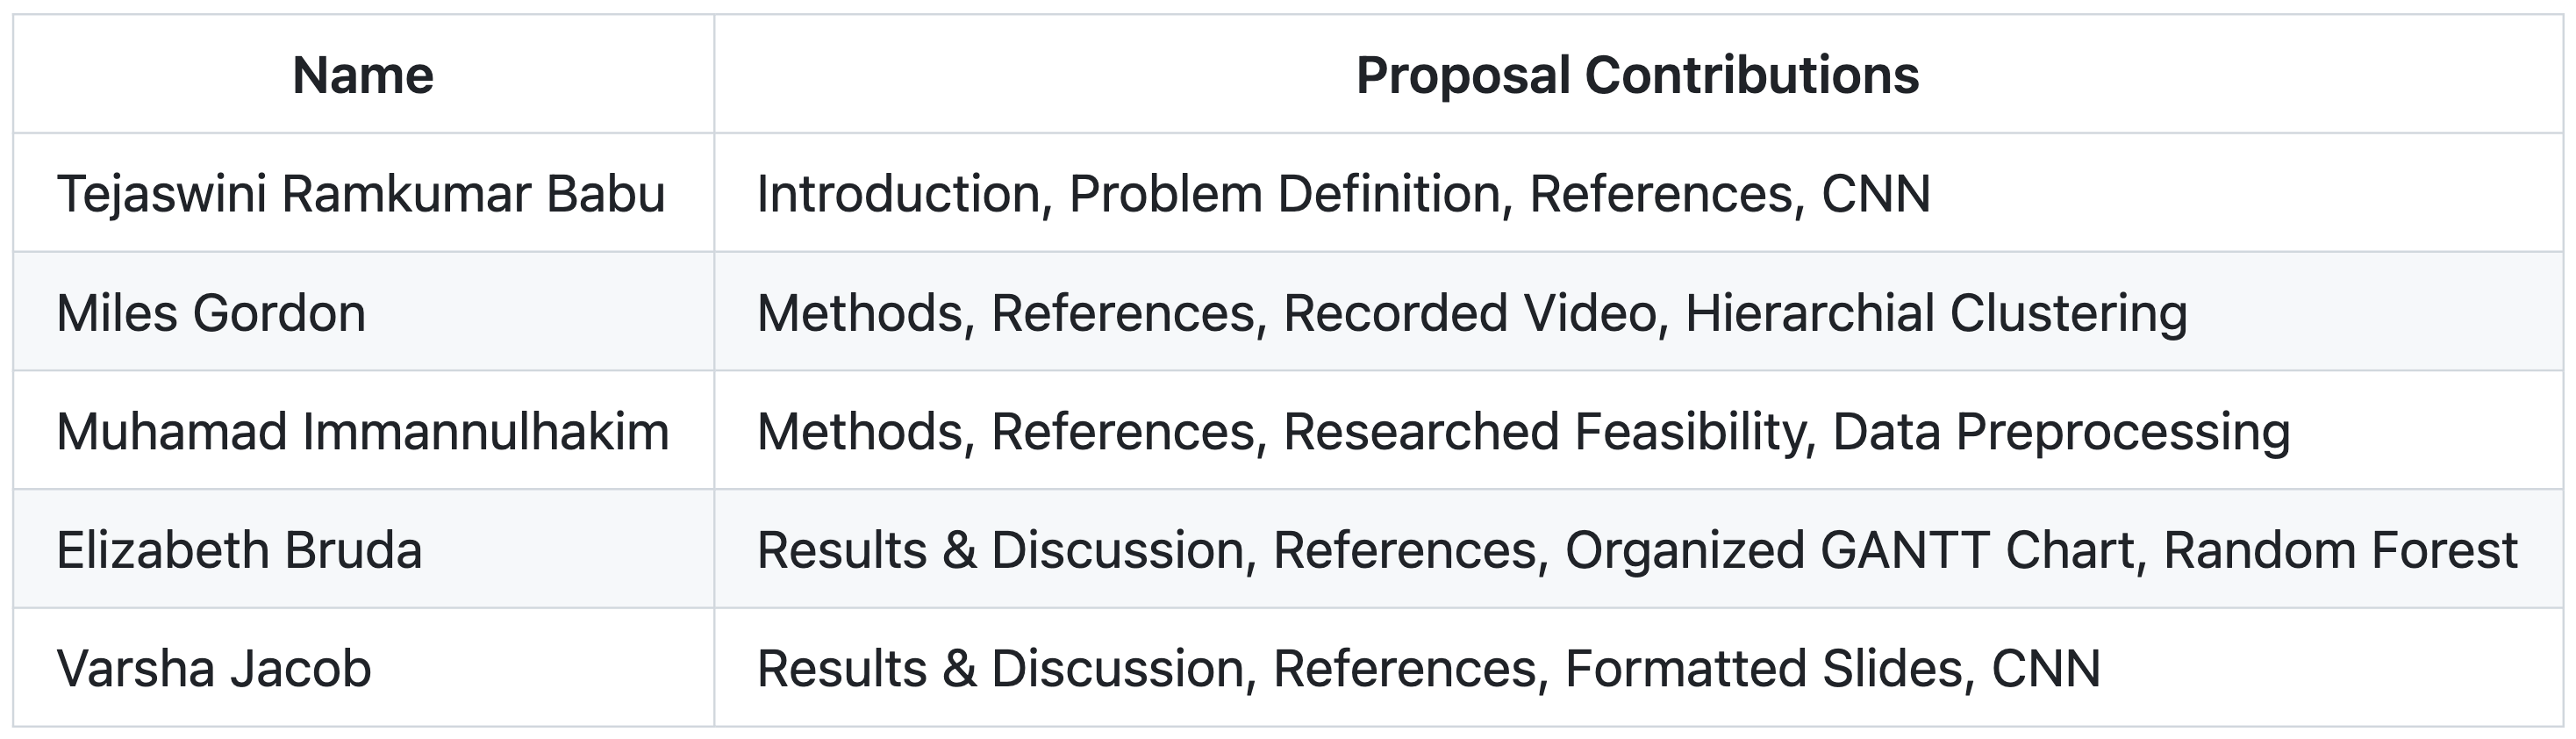 Name Proposal Contributions
Tejaswini Ramkumar Babu Introduction, Problem Definition, References, CNN
Miles Gordon Methods, References, Recorded Video, Hierarchial Clustering
Muhamad Immannulhakim Methods, References, Researched Feasibility, Data Preprocessing
Elizabeth Bruda Results & Discussion, References, Organized GANTT Chart, Random Forest
Varsha Jacob Results & Discussion, References, Formatted Slides, CNN